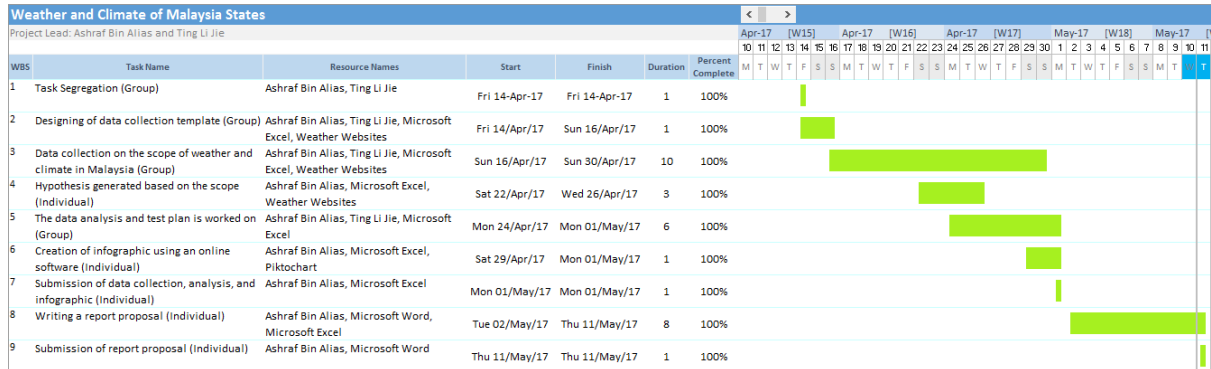 Weather and Climate of Malaysia States
Project Lead: Ashraf Bin Alias and Ting Li Jie
Apr-17 [W15] Apr-17 [W16] Apr-17 [W17] May-17 [W18] May-17
10 11 12 13 14 15 16 17 18 19 20 21 22 23 24 25 26 27 28 29 30 1 2 3 4 5 6 7 8 9 10 11
WBS Task Name Resource Names Start Finish Duration Percent Complete M T W T F S S M T W T F S S M T W T F S S M T W T F S S M T W T
1 Task Segregation (Group) Ashraf Bin Alias, Ting Li Jie Fri 14-Apr-17 Fri 14-Apr-17 1 100%
2 Designing of data collection template (Group) Ashraf Bin Alias, Ting Li Jie, Microsoft
Excel, Weather Websites Fri 14/Apr/17 Sun 16/Apr/17 1 100%
3 Data collection on the scope of weather and Ashraf Bin Alias, Ting Li Jie, Microsoft
climate in Malaysia (Group) Excel, Weather Websites Sun 16/Apr/17 Sun 30/Apr/17 10 100%
4 Hypothesis generated based on the scope Ashraf Bin Alias, Microsoft Excel,
(Individual) Weather Websites Sat 22/Apr/17 Wed 26/Apr/17 3 100%
5 The data analysis and test plan is worked on Ashraf Bin Alias, Ting Li Jie, Microsoft
(Group) Excel Mon 24/Apr/17 Mon 01/May/17 6 100%
6 Creation of infographic using an online Ashraf Bin Alias, Microsoft Excel,
software (Individual) Piktochart Sat 29/Apr/17 Mon 01/May/17 1 100%
7 Submission of data collection, analysis, and Ashraf Bin Alias, Microsoft Excel
infographic (Individual) Mon 01/May/17 Mon 01/May/17 1 100%
8 Writing a report proposal (Individual) Ashraf Bin Alias, Microsoft Word,
Microsoft Excel Tue 02/May/17 Thu 11/May/17 8 100%
9 Submission of report proposal (Individual) Ashraf Bin Alias, Microsoft Word
Thu 11/May/17 Thu 11/May/17 1 100%